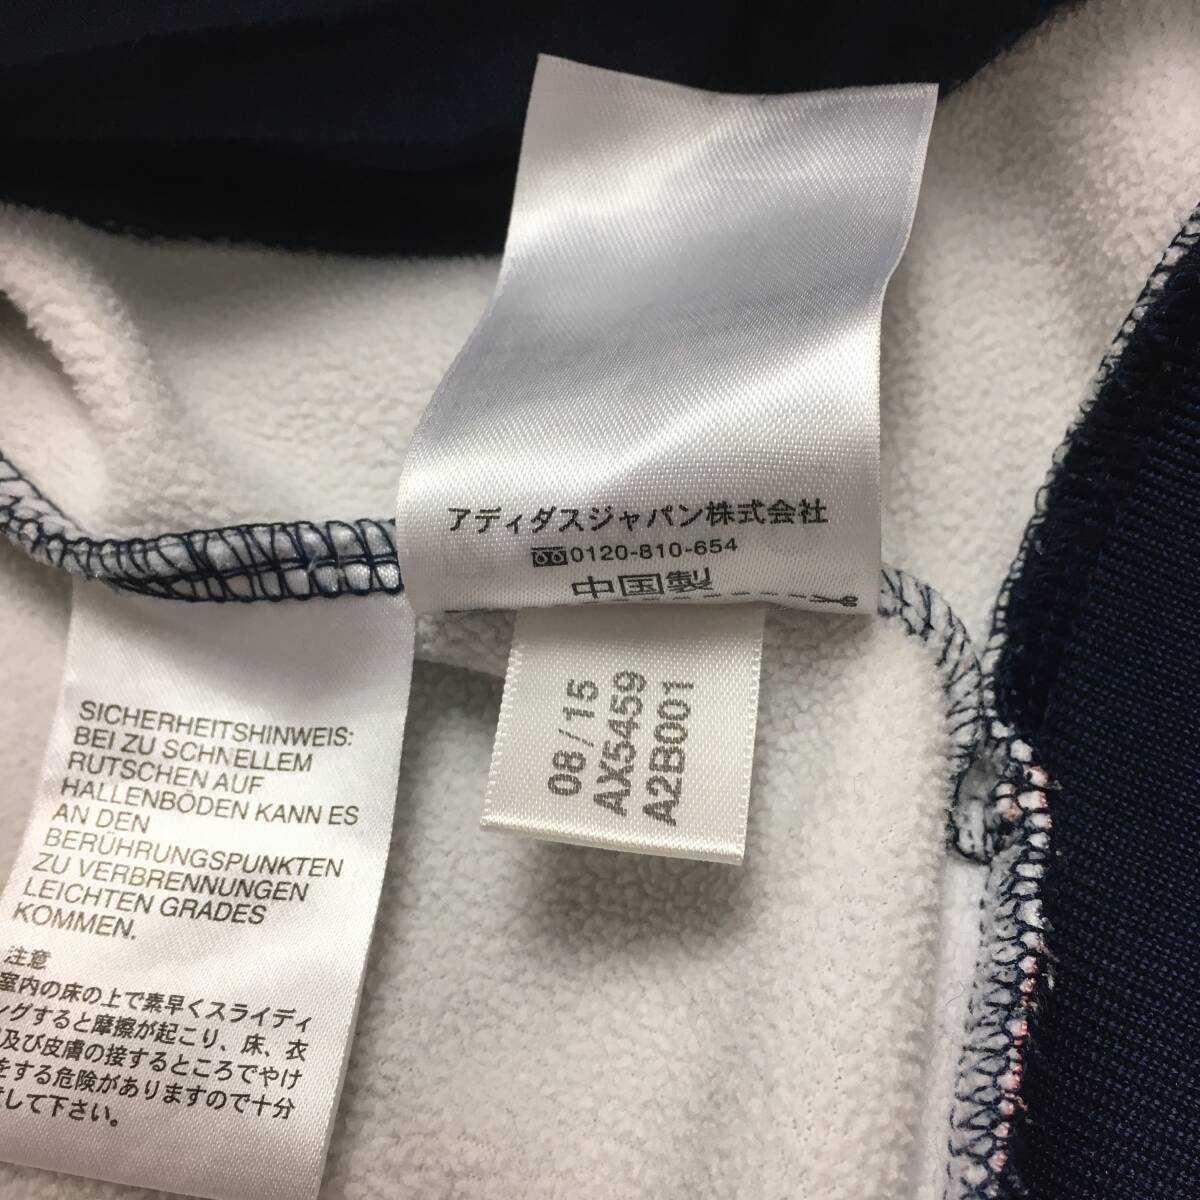 アディダスジャパン株式会社
0120-810-654
中国製
08/15
AX5459
A2B001
SICHERHEITSHINWEIS:
BEI ZU SCHNELLEM
RUTSCHEN AUF
HALLENBÖDEN KANN ES
AN DEN
BERÜHRUNGSPUNKTEN
ZU VERBRENNUNGEN
LEICHTEN GRADES
KOMMEN.
注意
室内の床の上で素早くスライディ
ングすると摩擦が起こり、床、衣
及び皮膚の接するところでやけ
をする危険がありますので十分
して下さい。